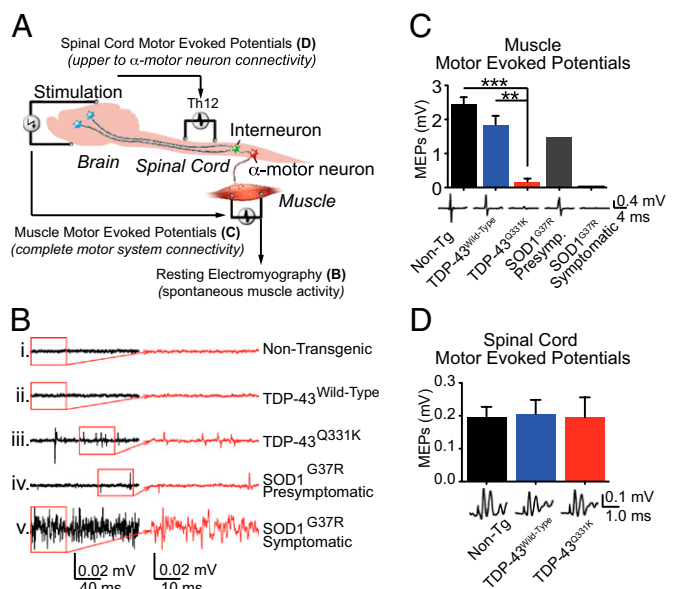 A
Spinal Cord Motor Evoked Potentials (D)
(upper to α-motor neuron connectivity)
Stimulation
Th12
Interneuron
Brain
Spinal Cord
α-motor neuron
Muscle
Muscle Motor Evoked Potentials (C)
(complete motor system connectivity)
Resting Electromyography (B)
(spontaneous muscle activity)
B
i.
Non-Transgenic
ii.
TDP-43Wild-Type
iii.
TDP-43Q331K
iv.
SOD1G37R
Presymptomatic
v.
SOD1G37R
Symptomatic
0.02 mV
40 ms
0.02 mV
10 ms
C
Muscle
Motor Evoked Potentials
MEPs (mV)
3
2
1
0
***
**
0.4 mV
4 ms
Non-Tg
TDP-43Wild-Type
TDP-43Q331K
SOD1G37R
Presymp.
SOD1G37R
Symptomatic
D
Spinal Cord
Motor Evoked Potentials
MEPs (mV)
0.3
0.2
0.1
0.0
0.1 mV
1.0 ms
Non-Tg
TDP-43Wild-Type
TDP-43Q331K